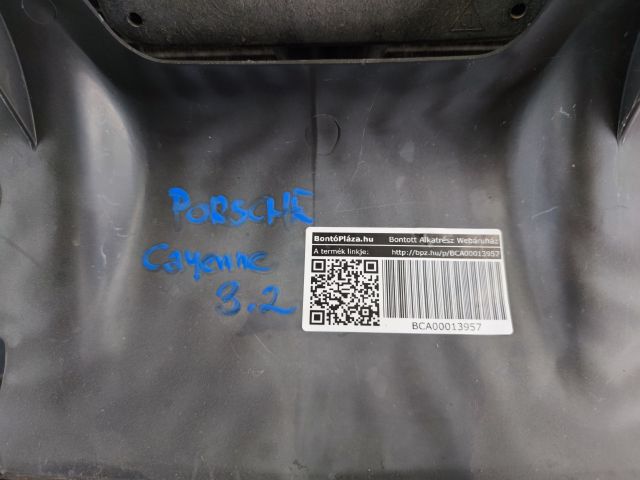 PORSCHE
Cayenne
3.2
BontóPláza.hu Bontott Alkatrész Webáruház
A termék linkje: http://bpz.hu/p/BCA00013957
BCA00013957